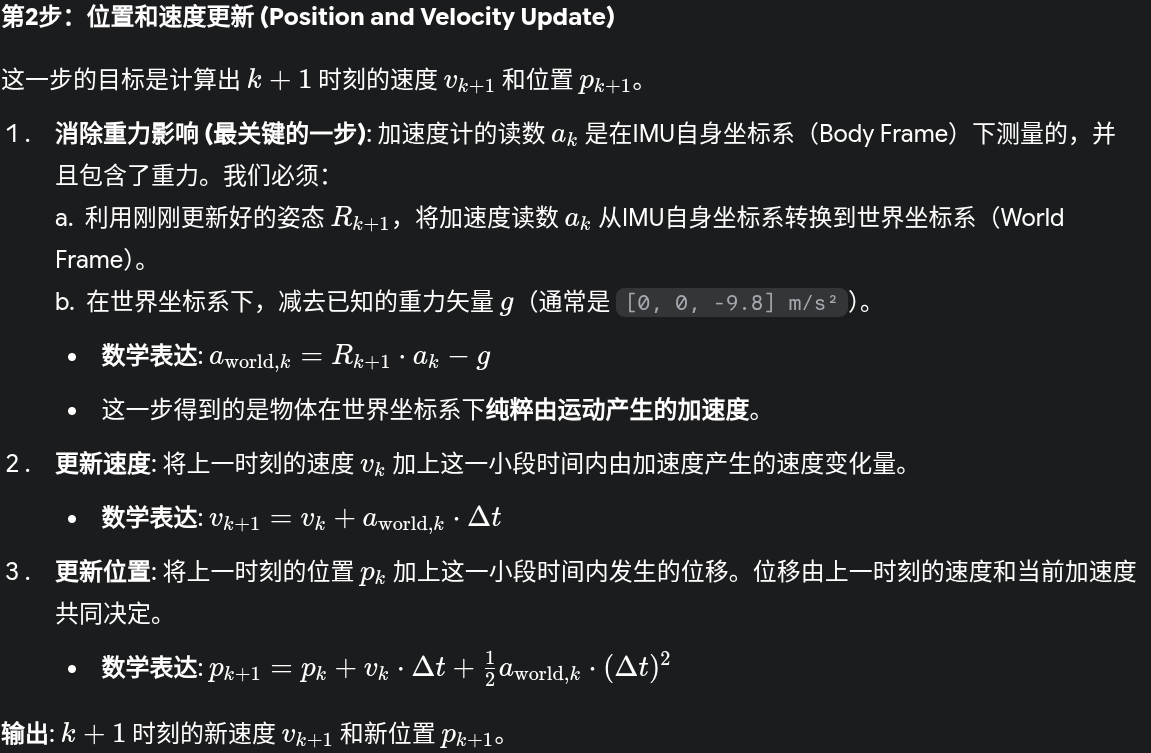 第2步：位置和速度更新 (Position and Velocity Update)
这一步的目标是计算出 $k+1$ 时刻的速度 $v_{k+1}$ 和位置 $p_{k+1}$。
1. 消除重力影响 (最关键的一步): 加速度计的读数 $a_k$ 是在IMU自身坐标系（Body Frame）下测量的，并
且包含了重力。我们必须：
a. 利用刚刚更新好的姿态 $R_{k+1}$，将加速度读数 $a_k$ 从IMU自身坐标系转换到世界坐标系（World
Frame）。
b. 在世界坐标系下，减去已知的重力矢量 $g$（通常是 [0, 0, -9.8] m/s²）。
• 数学表达: $a_{\text{world},k} = R_{k+1} \cdot a_k - g$
• 这一步得到的是物体在世界坐标系下纯粹由运动产生的加速度。
2. 更新速度: 将上一时刻的速度 $v_k$ 加上这一小段时间内由加速度产生的速度变化量。
• 数学表达: $v_{k+1} = v_k + a_{\text{world},k} \cdot \Delta t$
3. 更新位置: 将上一时刻的位置 $p_k$ 加上这一小段时间内发生的位移。位移由上一时刻的速度和当前加速度
共同决定。
• 数学表达: $p_{k+1} = p_k + v_k \cdot \Delta t + \frac{1}{2} a_{\text{world},k} \cdot (\Delta t)^2$
输出: $k+1$ 时刻的新速度 $v_{k+1}$ 和新位置 $p_{k+1}$。